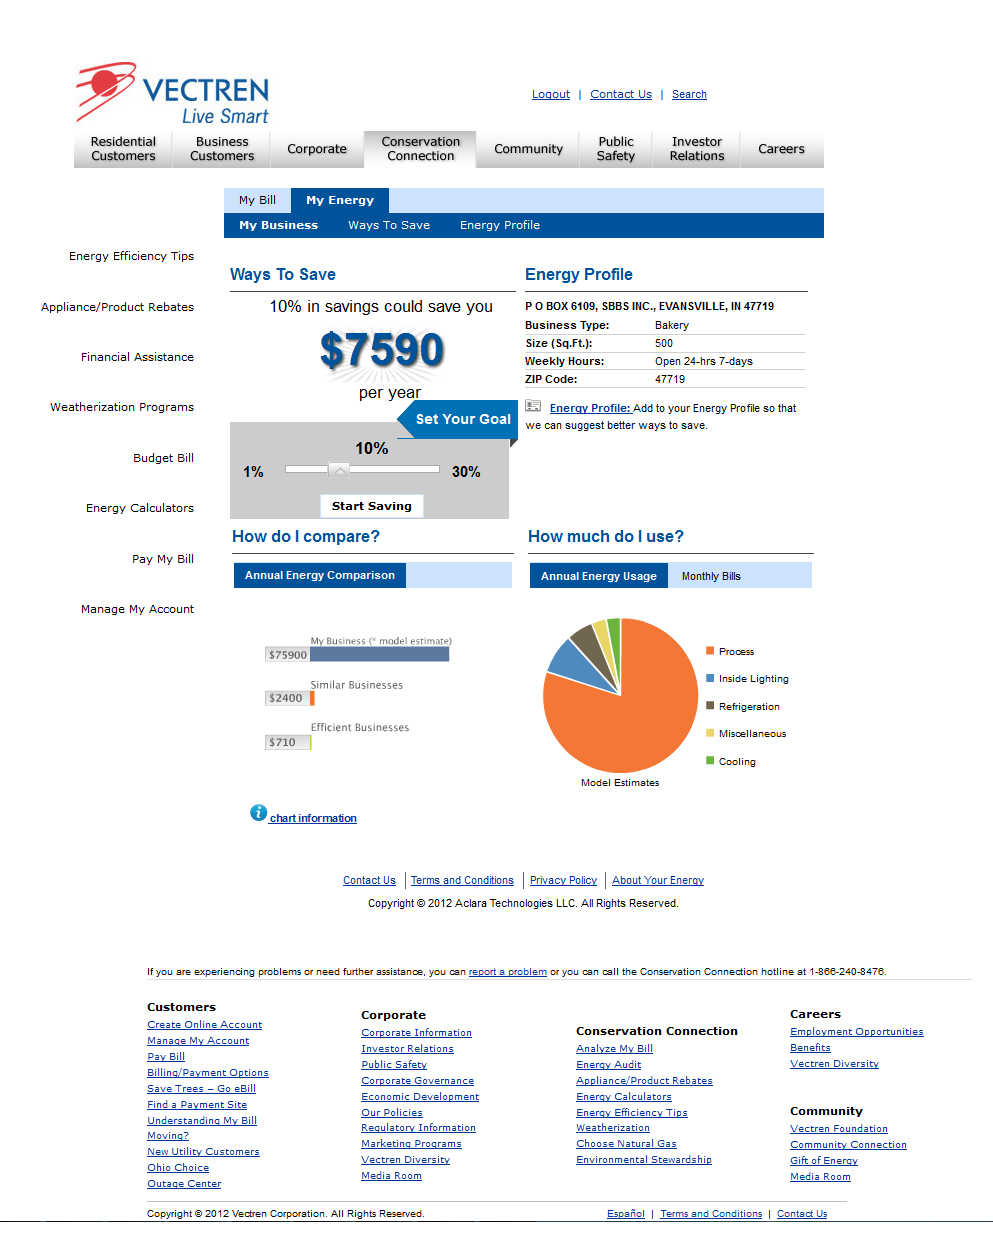 VECTREN
Live Smart
Logout | Contact Us | Search
Residential Customers
Business Customers
Corporate
Conservation Connection
Community
Public Safety
Investor Relations
Careers
My Bill
My Energy
My Business
Ways To Save
Energy Profile
Energy Efficiency Tips
Appliance/Product Rebates
Financial Assistance
Weatherization Programs
Budget Bill
Energy Calculators
Pay My Bill
Manage My Account
Ways To Save
10% in savings could save you
$7590
per year
Set Your Goal
10%
1%
30%
Start Saving
Energy Profile
P O BOX 6109, SBBS INC., EVANSVILLE, IN 47719
Business Type: Bakery
Size (Sq.Ft.): 500
Weekly Hours: Open 24-hrs 7-days
ZIP Code: 47719
Energy Profile: Add to your Energy Profile so that
we can suggest better ways to save.
How do I compare?
Annual Energy Comparison
My Business (* model estimate)
$75900
Similar Businesses
$2400
Efficient Businesses
$710
chart information
How much do I use?
Annual Energy Usage
Monthly Bills
Process
Inside Lighting
Refrigeration
Miscellaneous
Cooling
Model Estimates
Contact Us | Terms and Conditions | Privacy Policy | About Your Energy
Copyright © 2012 Aclara Technologies LLC. All Rights Reserved.
If you are experiencing problems or need further assistance, you can report a problem or you can call the Conservation Connection hotline at 1-866-240-8476.
Customers
Create Online Account
Manage My Account
Pay Bill
Billing/Payment Options
Save Trees – Go eBill
Find a Payment Site
Understanding My Bill
Moving?
New Utility Customers
Ohio Choice
Outage Center
Corporate
Corporate Information
Investor Relations
Public Safety
Corporate Governance
Economic Development
Our Policies
Regulatory Information
Marketing Programs
Vectren Diversity
Media Room
Conservation Connection
Analyze My Bill
Energy Audit
Appliance/Product Rebates
Energy Calculators
Energy Efficiency Tips
Weatherization
Choose Natural Gas
Environmental Stewardship
Careers
Employment Opportunities
Benefits
Vectren Diversity
Community
Vectren Foundation
Community Connection
Gift of Energy
Media Room
Copyright © 2012 Vectren Corporation. All Rights Reserved.
Español | Terms and Conditions | Contact Us